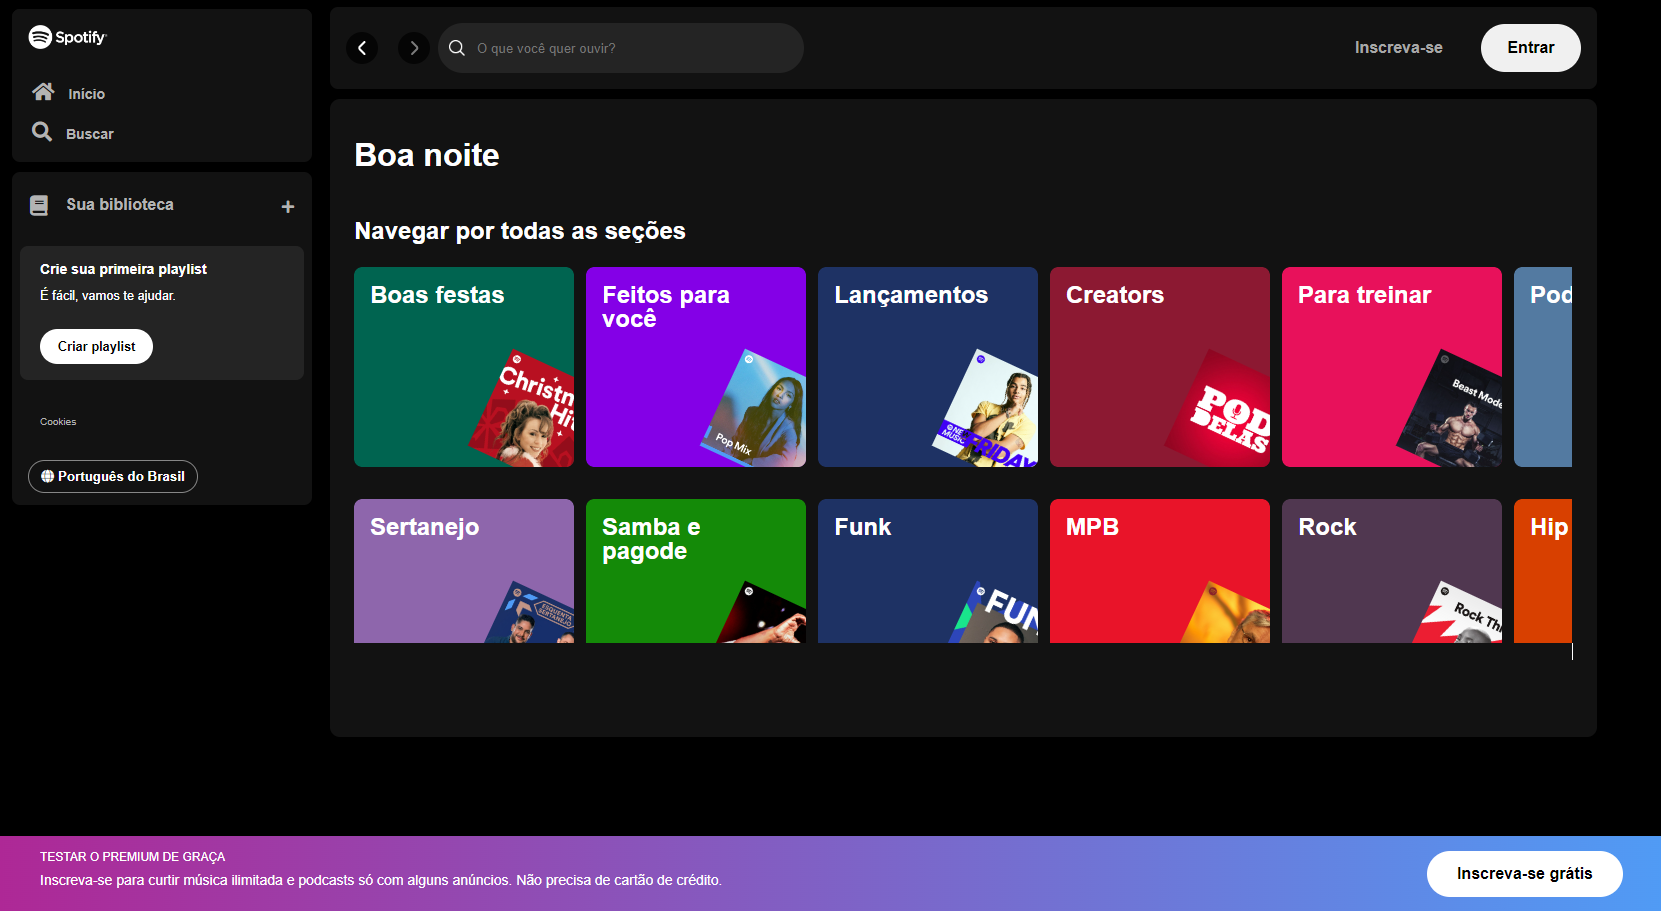 Spotify
Início
Buscar
Sua biblioteca
+
Crie sua primeira playlist
É fácil, vamos te ajudar.
Criar playlist
Cookies
Português do Brasil
O que você quer ouvir?
Inscreva-se
Entrar
Boa noite
Navegar por todas as seções
Boas festas
Christm
Hit
Feitos para
você
Pop Mix
Lançamentos
ONE
MUSIC
FRIDAY
Creators
POD
DELAS
Para treinar
Beast Mode
Pod
Sertanejo
ESQUENTA
SERTANEJO
Samba e
pagode
Funk
FUN
MPB
Rock
Rock Thi
Hip
TESTAR O PREMIUM DE GRAÇA
Inscreva-se para curtir música ilimitada e podcasts só com alguns anúncios. Não precisa de cartão de crédito.
Inscreva-se grátis